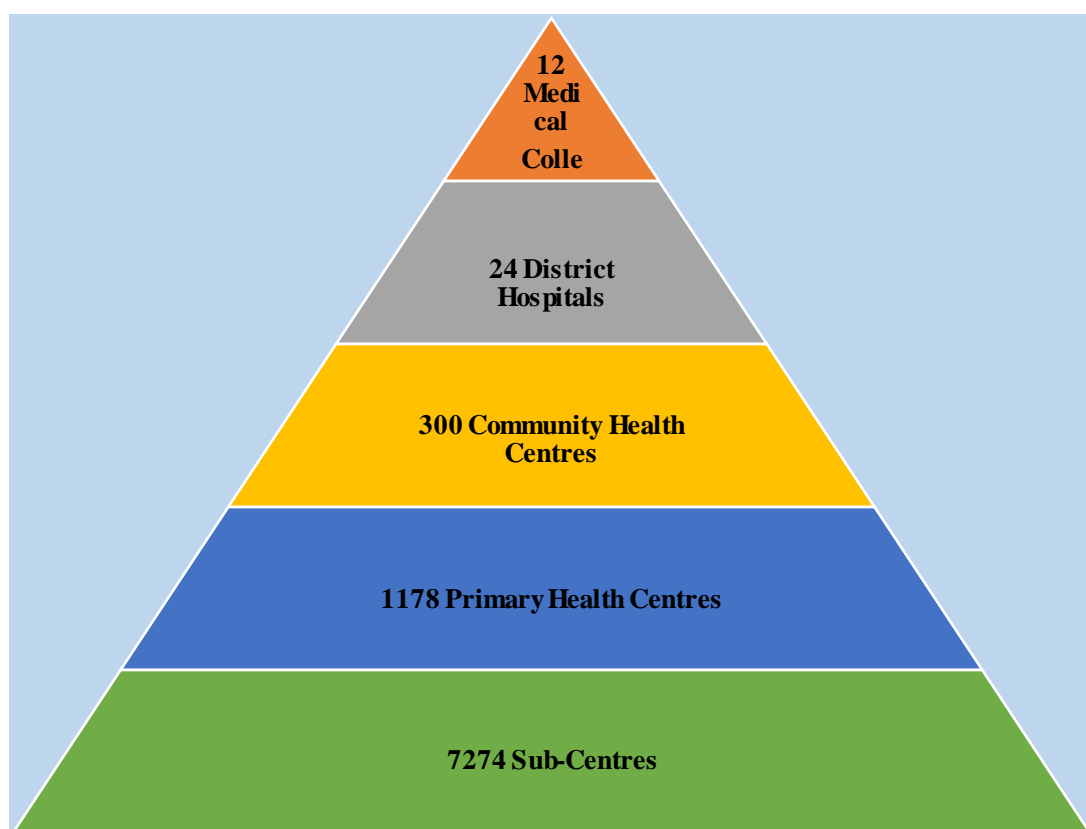 12
Medi
cal
Colle
24 District
Hospitals
300 Community Health
Centres
1178 Primary Health Centres
7274 Sub-Centres